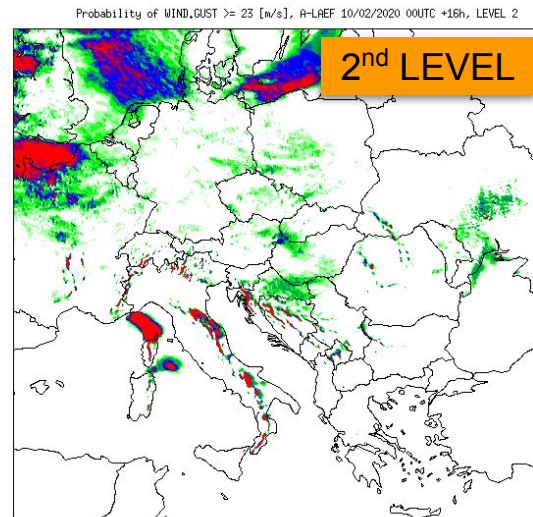 Probability of WIND.GUST >= 23 [m/s], A-LAEF 10/02/2020 00UTC +16h, LEVEL 2
2nd LEVEL